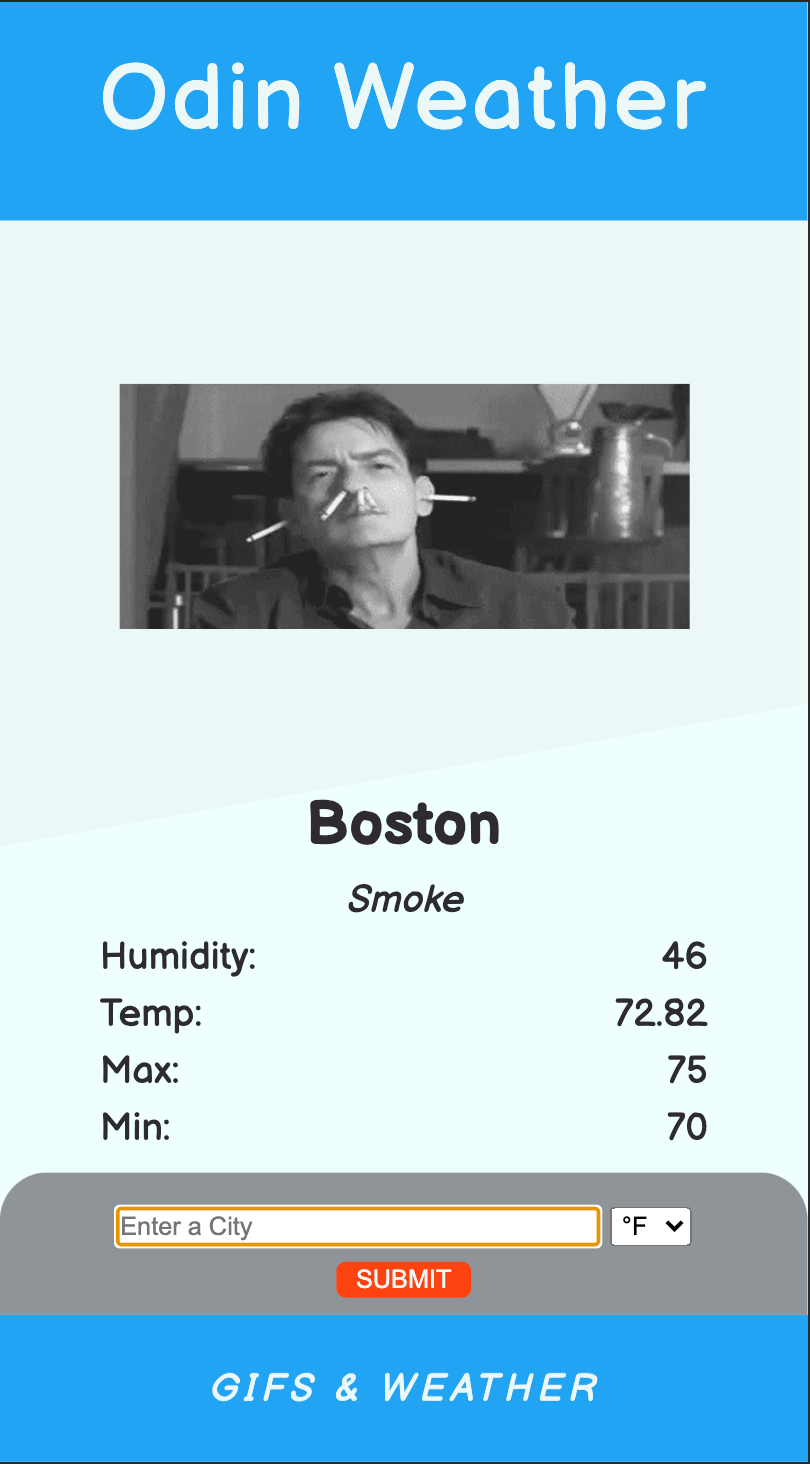 Odin Weather
Boston
Smoke
Humidity: 46
Temp: 72.82
Max: 75
Min: 70
Enter a City °F
SUBMIT
GIFS & WEATHER